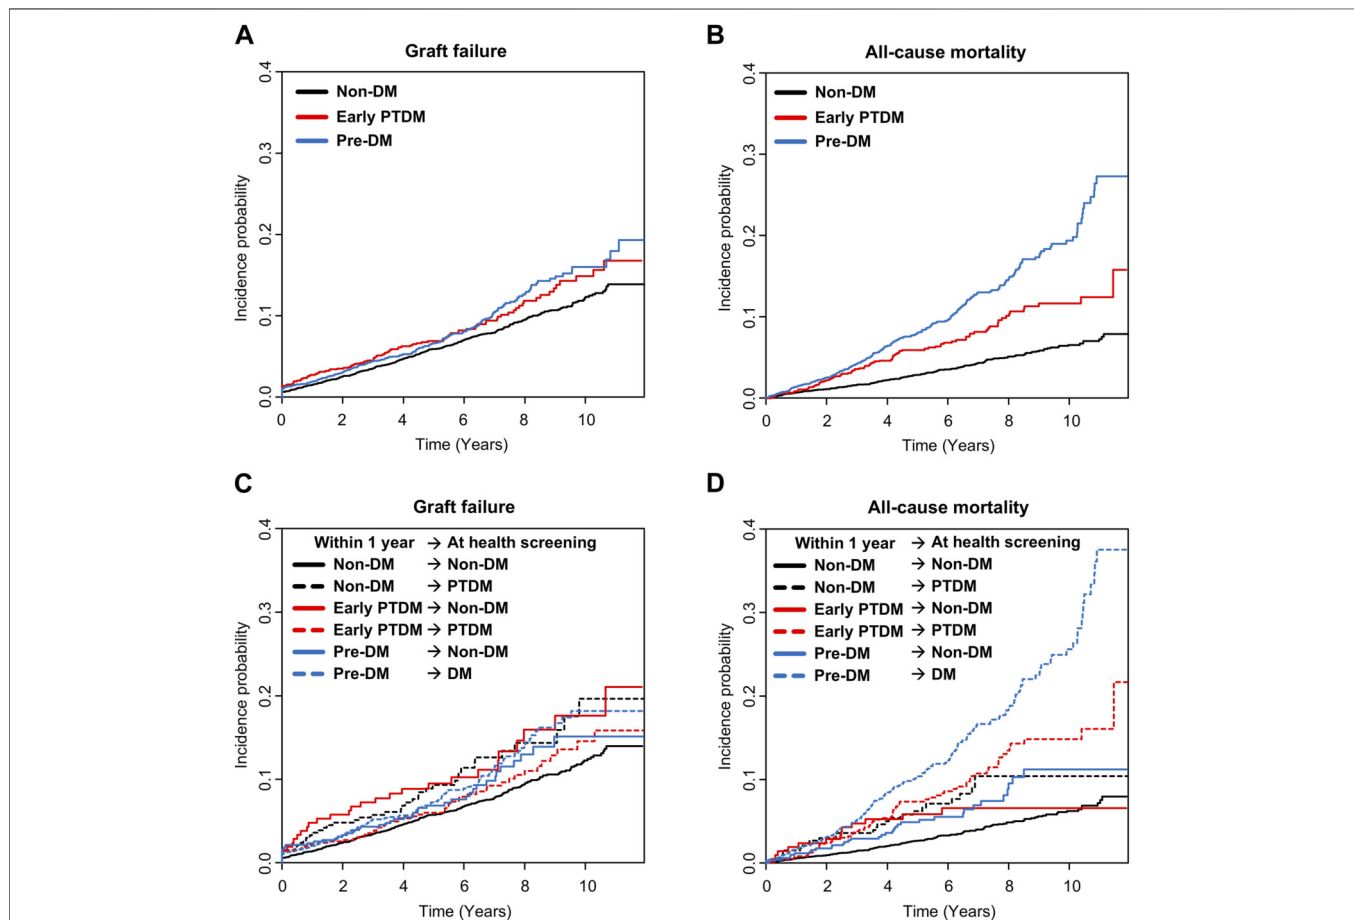 A
Graft failure
Incidence probability
0.4
0.3
0.2
0.1
0.0
Non-DM
Early PTDM
Pre-DM
0 2 4 6 8 10
Time (Years)
B
All-cause mortality
Incidence probability
0.4
0.3
0.2
0.1
0.0
Non-DM
Early PTDM
Pre-DM
0 2 4 6 8 10
Time (Years)
C
Graft failure
Incidence probability
0.4
0.3
0.2
0.1
0.0
Within 1 year → At health screening
Non-DM → Non-DM
Non-DM → PTDM
Early PTDM → Non-DM
Early PTDM → PTDM
Pre-DM → Non-DM
Pre-DM → DM
0 2 4 6 8 10
Time (Years)
D
All-cause mortality
Incidence probability
0.4
0.3
0.2
0.1
0.0
Within 1 year → At health screening
Non-DM → Non-DM
Non-DM → PTDM
Early PTDM → Non-DM
Early PTDM → PTDM
Pre-DM → Non-DM
Pre-DM → DM
0 2 4 6 8 10
Time (Years)